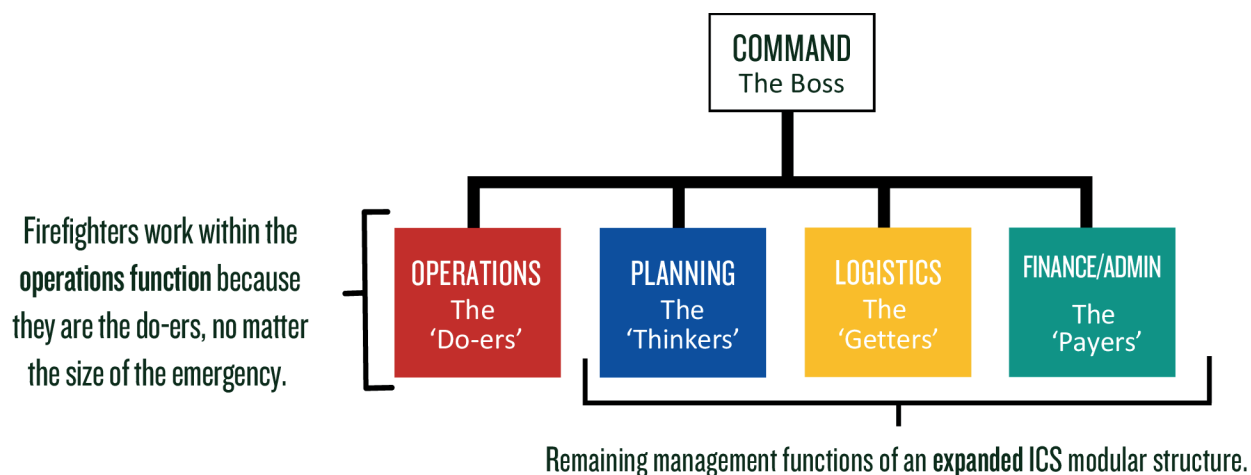 COMMAND
The Boss
Firefighters work within the
operations function because
they are the do-ers, no matter
the size of the emergency.
OPERATIONS
The
‘Do-ers’
PLANNING
The
‘Thinkers’
LOGISTICS
The
‘Getters’
FINANCE/ADMIN
The
‘Payers’
Remaining management functions of an expanded ICS modular structure.